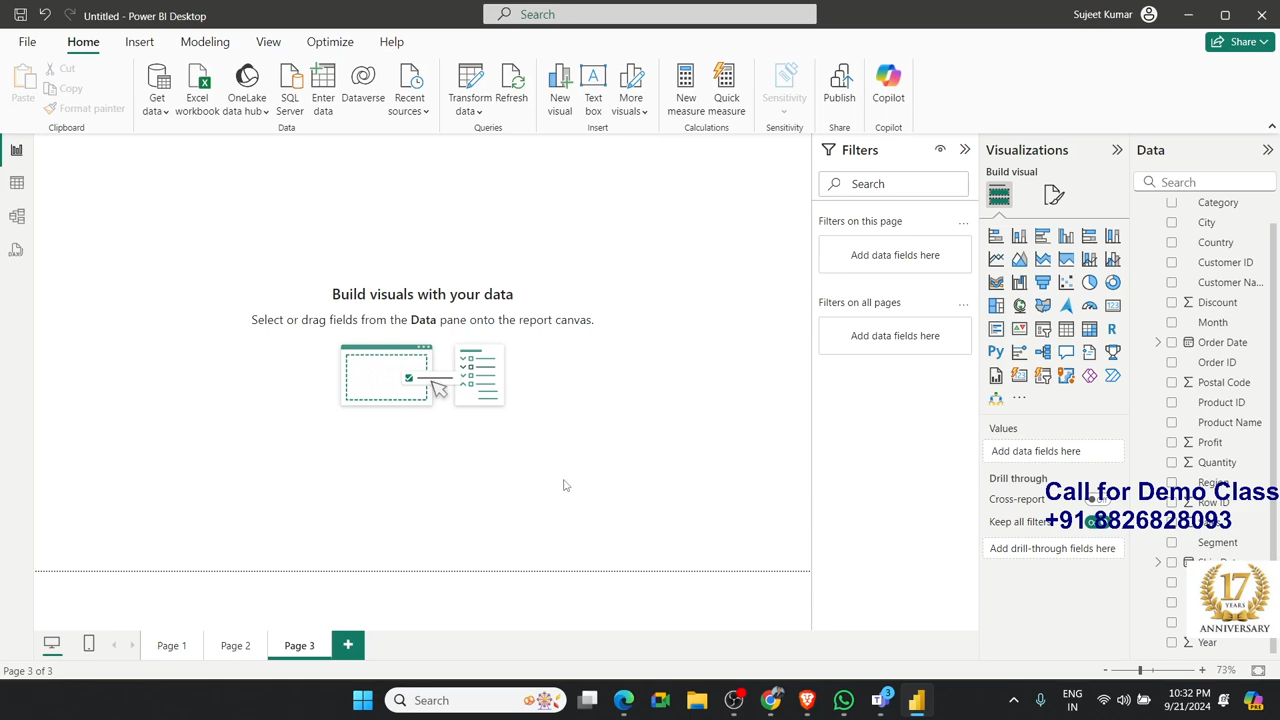 Untitled - Power BI Desktop
Search
Sujeet Kumar
File
Home
Insert
Modeling
View
Optimize
Help
Share
Paste
Cut
Copy
Format painter
Clipboard
Get data
Excel workbook
OneLake data hub
SQL Server
Enter data
Dataverse
Recent sources
Data
Transform data
Refresh
Queries
New visual
Text box
More visuals
Insert
New measure
Quick measure
Calculations
Sensitivity
Sensitivity
Publish
Share
Copilot
Copilot
Build visuals with your data
Select or drag fields from the Data pane onto the report canvas.
Filters
Search
Filters on this page
...
Add data fields here
Filters on all pages
...
Add data fields here
Visualizations
Build visual
R
Py
123
...
Values
Add data fields here
Drill through
Cross-report
Keep all filters
Add drill-through fields here
Data
Search
Category
City
Country
Customer ID
Customer Na...
Discount
Month
Order Date
Order ID
Postal Code
Product ID
Product Name
Profit
Quantity
Region
Row ID
Segment
Year
Call for Demo Class
+91 8826828093
17
YEARS
ANNIVERSARY
Page 1
Page 2
Page 3
Page 3 of 3
73%
Search
3
ENG
IN
10:32 PM
9/21/2024